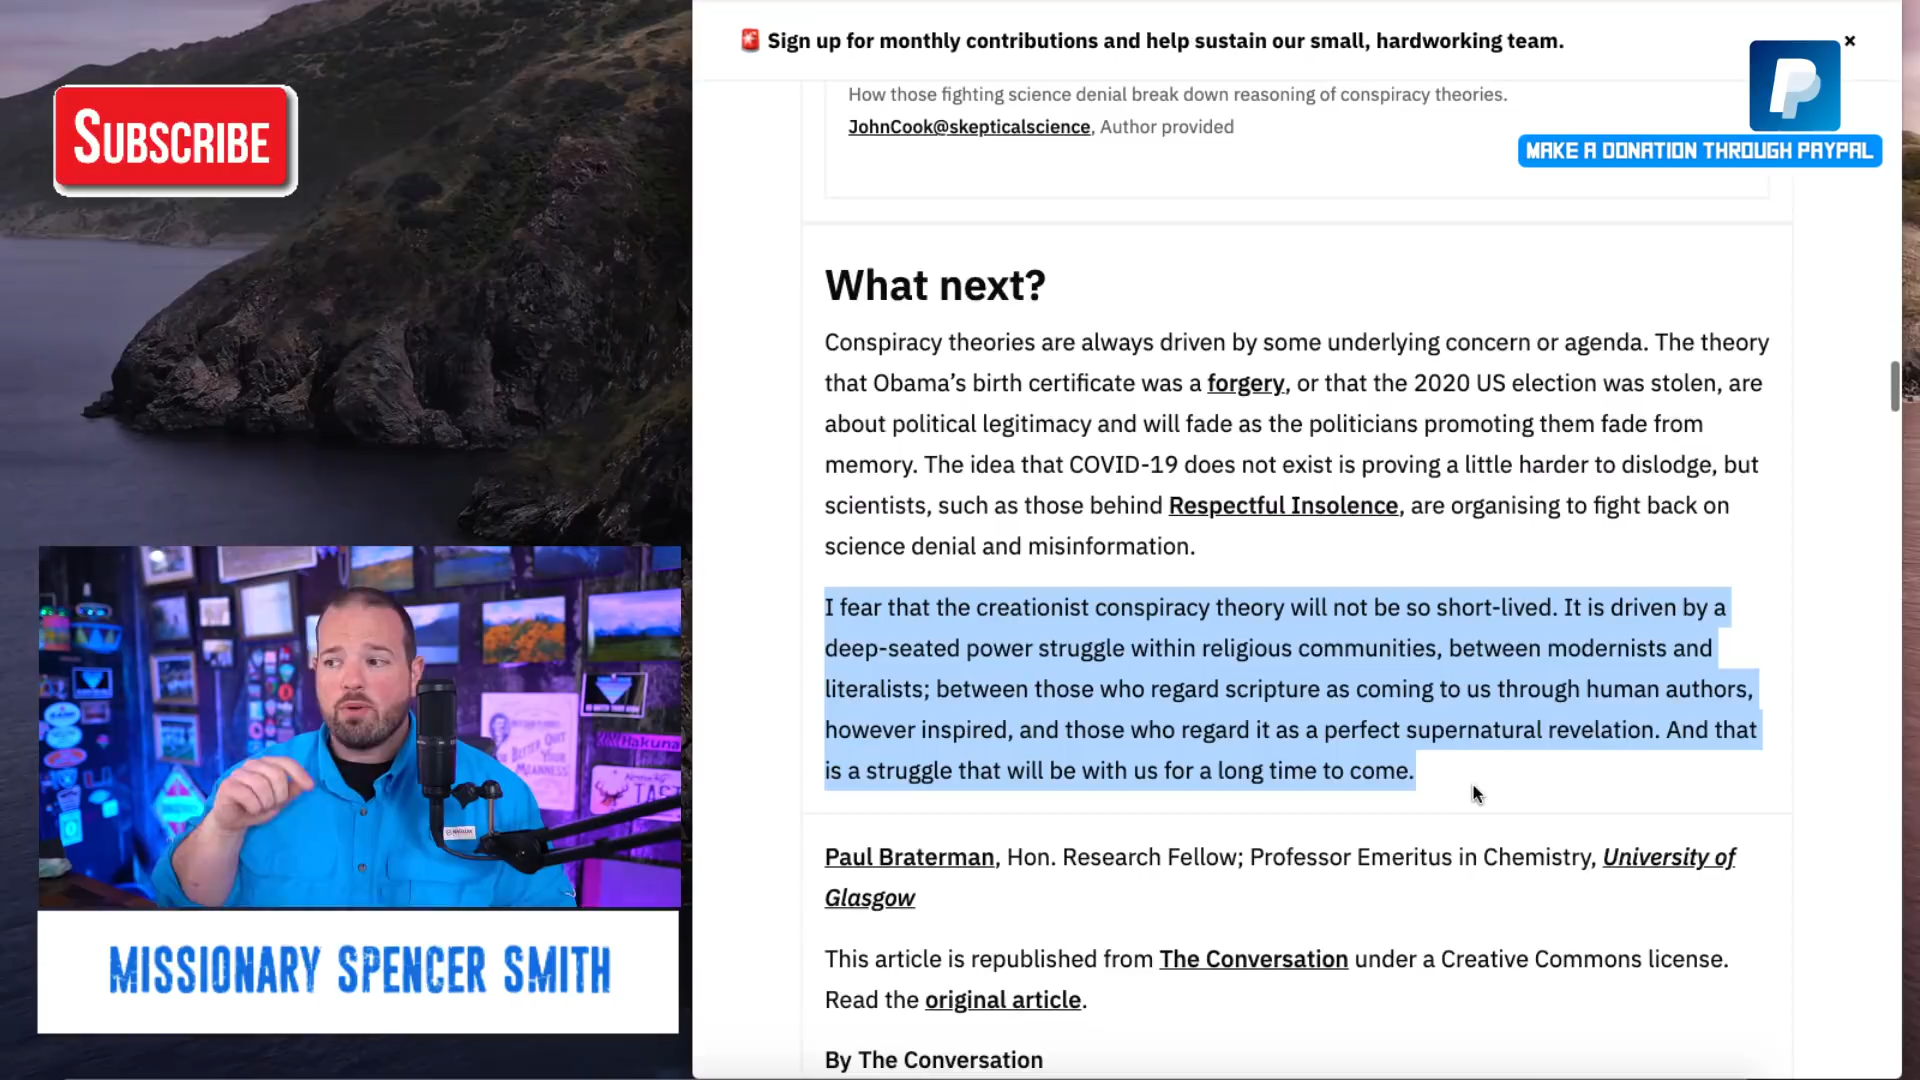 Sign up for monthly contributions and help sustain our small, hardworking team.
SUBSCRIBE
MAKE A DONATION THROUGH PAYPAL
How those fighting science denial break down reasoning of conspiracy theories.
JohnCook@skepticalscience, Author provided
What next?
Conspiracy theories are always driven by some underlying concern or agenda. The theory
that Obama’s birth certificate was a forgery, or that the 2020 US election was stolen, are
about political legitimacy and will fade as the politicians promoting them fade from
memory. The idea that COVID-19 does not exist is proving a little harder to dislodge, but
scientists, such as those behind Respectful Insolence, are organising to fight back on
science denial and misinformation.
I fear that the creationist conspiracy theory will not be so short-lived. It is driven by a
deep-seated power struggle within religious communities, between modernists and
literalists; between those who regard scripture as coming to us through human authors,
however inspired, and those who regard it as a perfect supernatural revelation. And that
is a struggle that will be with us for a long time to come.
Paul Braterman, Hon. Research Fellow; Professor Emeritus in Chemistry, University of
Glasgow
This article is republished from The Conversation under a Creative Commons license.
Read the original article.
By The Conversation
BETTER QUIT
YOUR
MEANNESS
Hakuna
MISSIONARY SPENCER SMITH